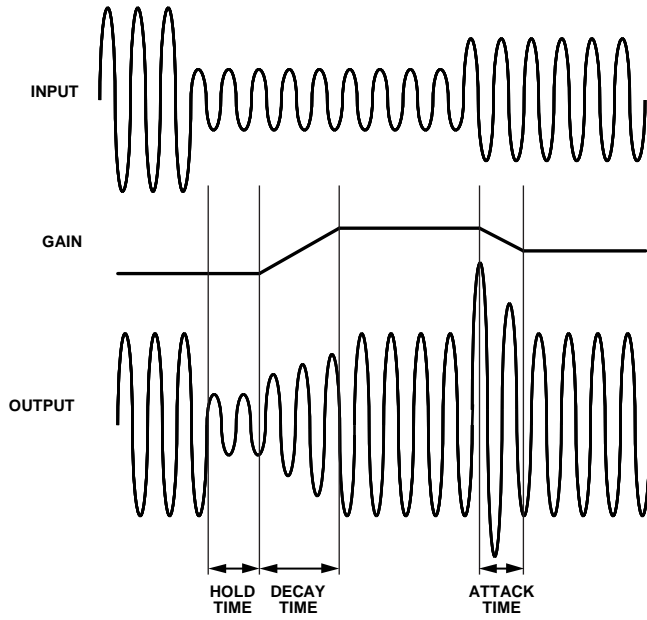 INPUT
GAIN
OUTPUT
HOLD
TIME
DECAY
TIME
ATTACK
TIME